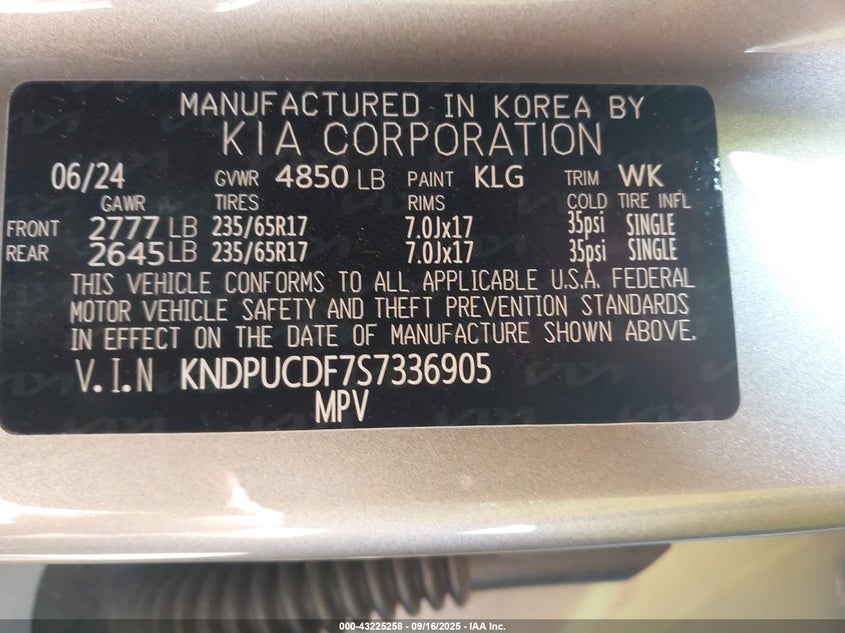 MANUFACTURED IN KOREA BY
KIA CORPORATION
06/24 GVWR 4850 LB PAINT KLG TRIM WK
GAWR TIRES RIMS COLD TIRE INFL
FRONT 2777 LB 235/65R17 7.0Jx17 35psi SINGLE
REAR 2645 LB 235/65R17 7.0Jx17 35psi SINGLE
THIS VEHICLE CONFORMS TO ALL APPLICABLE U.S.A. FEDERAL
MOTOR VEHICLE SAFETY AND THEFT PREVENTION STANDARDS
IN EFFECT ON THE DATE OF MANUFACTURE SHOWN ABOVE.
V.I.N KNDPUCDF7S7336905
MPV
000-43225258 - 09/16/2025 - IAA Inc.